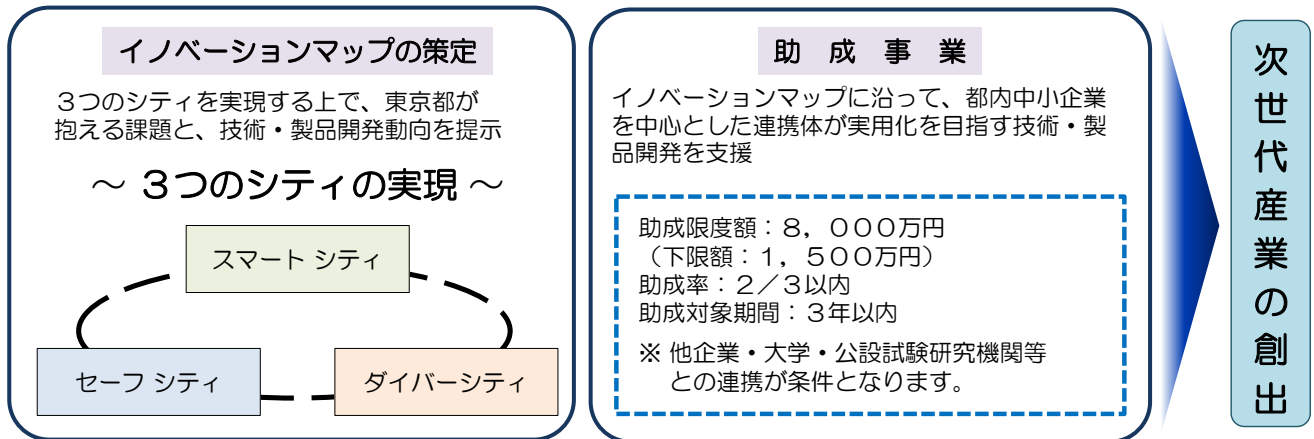 イノベーションマップの策定
３つのシティを実現する上で、東京都が
抱える課題と、技術・製品開発動向を提示
～ ３つのシティの実現 ～
スマート シティ
セーフ シティ
ダイバーシティ
助 成 事 業
イノベーションマップに沿って、都内中小企業
を中心とした連携体が実用化を目指す技術・製
品開発を支援
助成限度額：８，０００万円
（下限額：１，５００万円）
助成率：２／３以内
助成対象期間：３年以内
※ 他企業・大学・公設試験研究機関等
との連携が条件となります。
次世代産業の創出